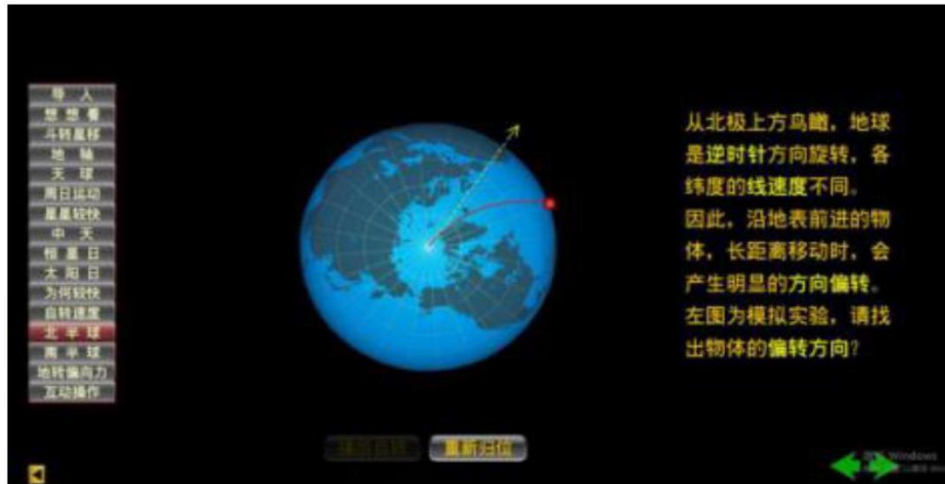 导 人
想 想 看
斗转星移
地 轴
天 球
周日运动
星星较快
中 天
恒 星 日
太 阳 日
为何较快
自转速度
北 半 球
南 半 球
地转偏向力
互动操作
从北极上方鸟瞰，地球
是逆时针方向旋转，各
纬度的线速度不同。
因此，沿地表前进的物
体，长距离移动时，会
产生明显的方向偏转。
左图为模拟实验，请找
出物体的偏转方向?
重新归位
Windows